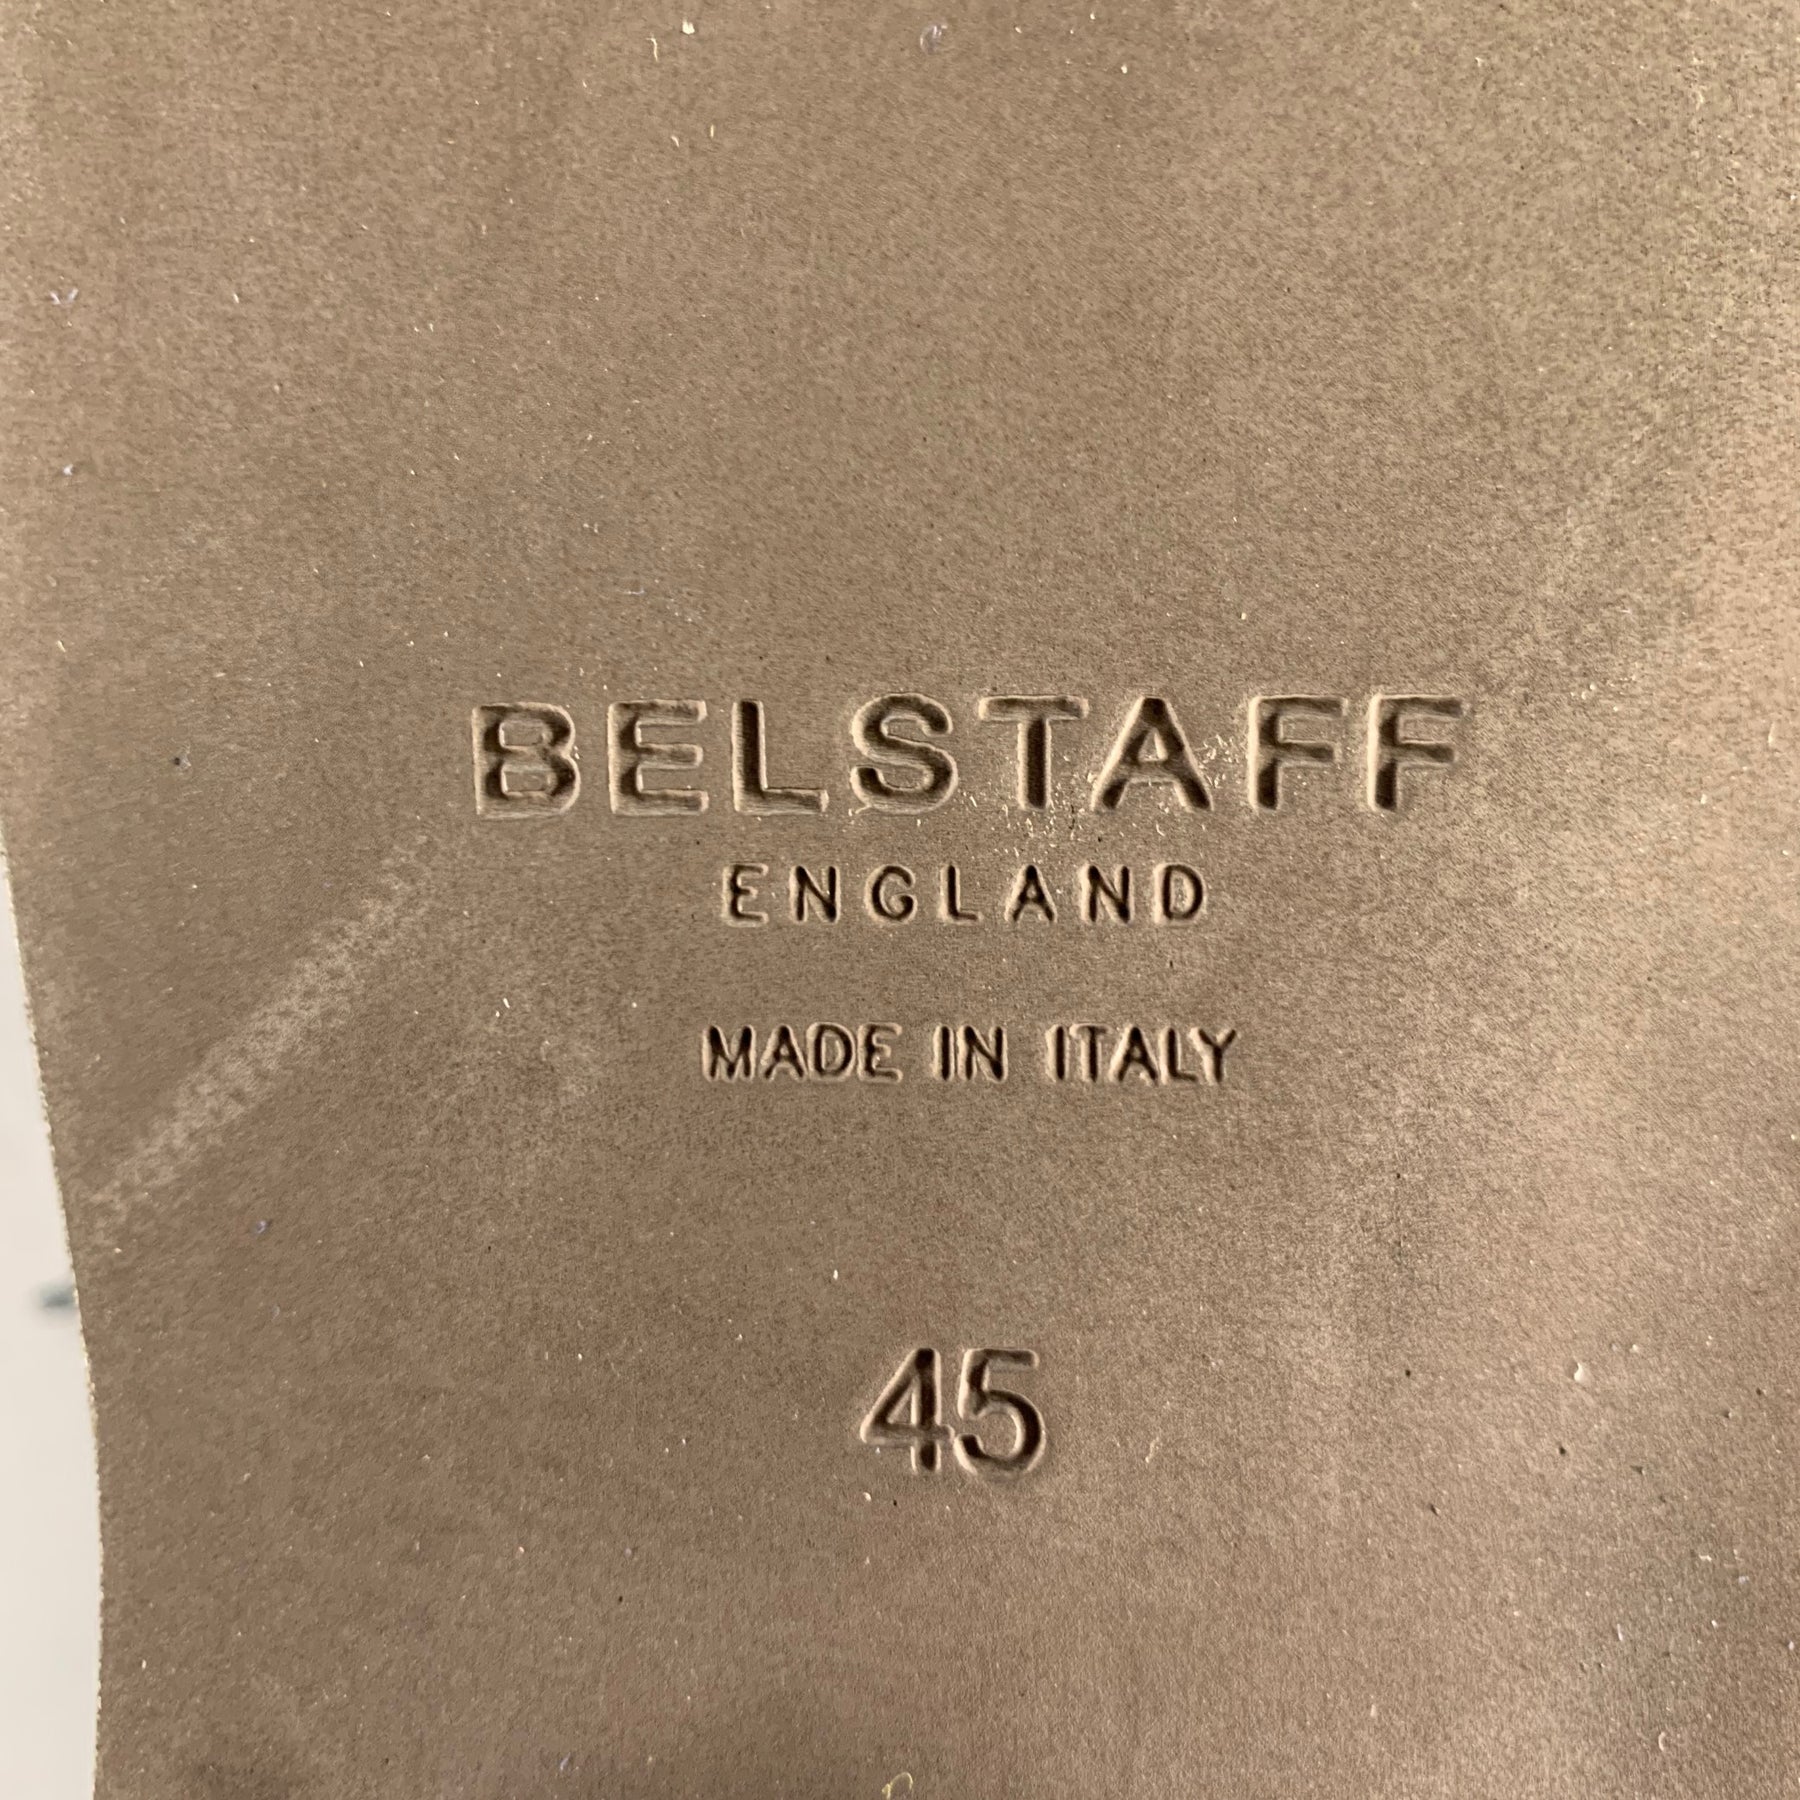 BELSTAFF
ENGLAND
MADE IN ITALY
45